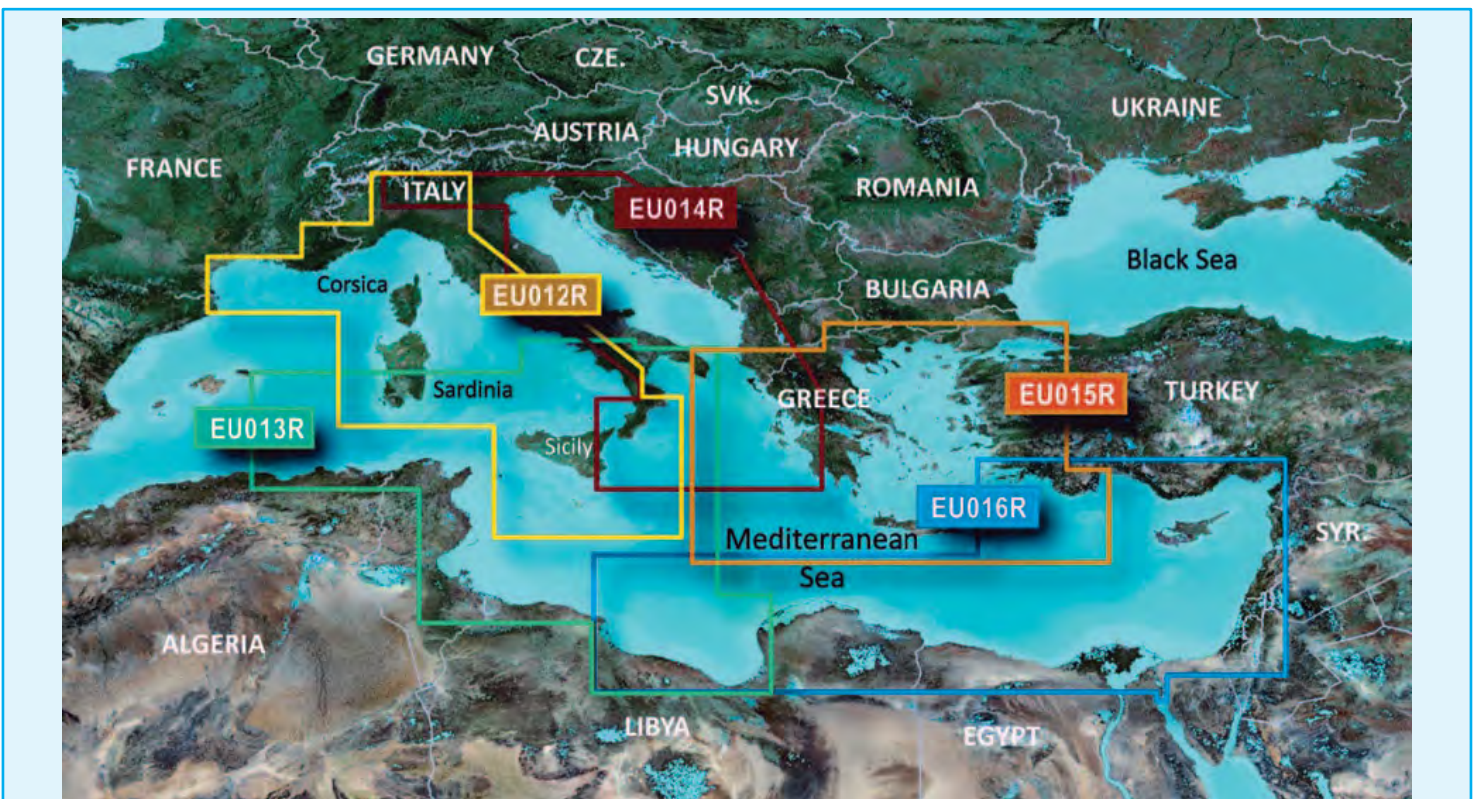 GERMANY
CZE.
SVK.
UKRAINE
AUSTRIA
HUNGARY
FRANCE
ITALY
ROMANIA
EU014R
Black Sea
Corsica
EU012R
BULGARIA
Sardinia
GREECE
EU015R
TURKEY
EU013R
Sicily
EU016R
Mediterranean
Sea
SYR.
ALGERIA
LIBYA
EGYPT